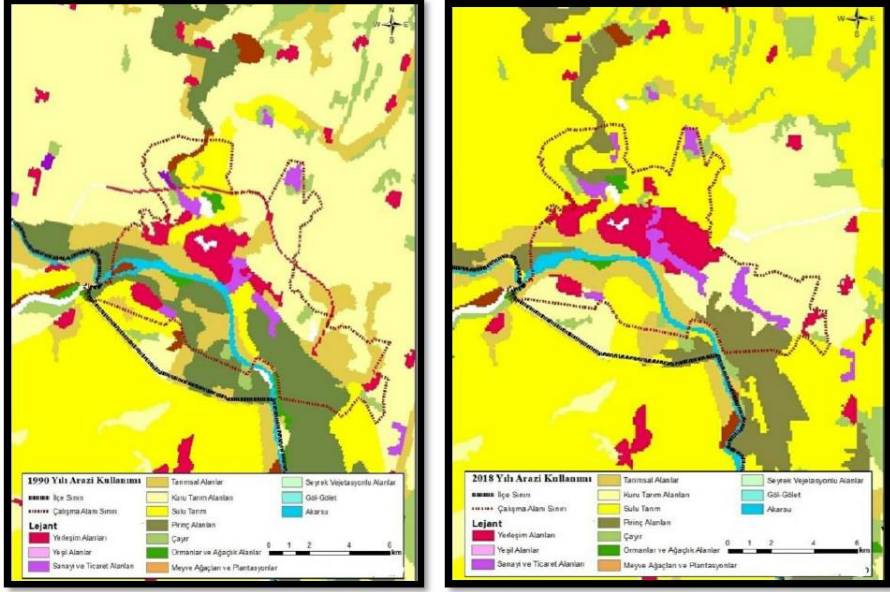 N
W E
S
1990 Yılı Arazi Kullanımı
İlçe Sınırı
Çalışma Alanı Sınırı
Lejant
Yerleşim Alanları
Yeşil Alanlar
Sanayi ve Ticaret Alanları
Tarımsal Alanlar
Kuru Tarım Alanları
Sulu Tarım
Pirinç Alanları
Çayır
Ormanlar ve Ağaçlık Alanlar
Meyve Ağaçları ve Plantasyonlar
Seyrek Vejetasyonlu Alanlar
Göl-Gölet
Akarsu
0 1 2 4 6
km
W E
S
2018 Yılı Arazi Kullanımı
İlçe Sınırı
Çalışma Alanı Sınırı
Lejant
Yerleşim Alanları
Yeşil Alanlar
Sanayi ve Ticaret Alanları
Tarımsal Alanlar
Kuru Tarım Alanları
Sulu Tarım
Pirinç Alanları
Çayır
Ormanlar ve Ağaçlık Alanlar
Meyve Ağaçları ve Plantasyonlar
Seyrek Vejetasyonlu Alanlar
Göl-Gölet
Akarsu
0 1 2 4 6
km